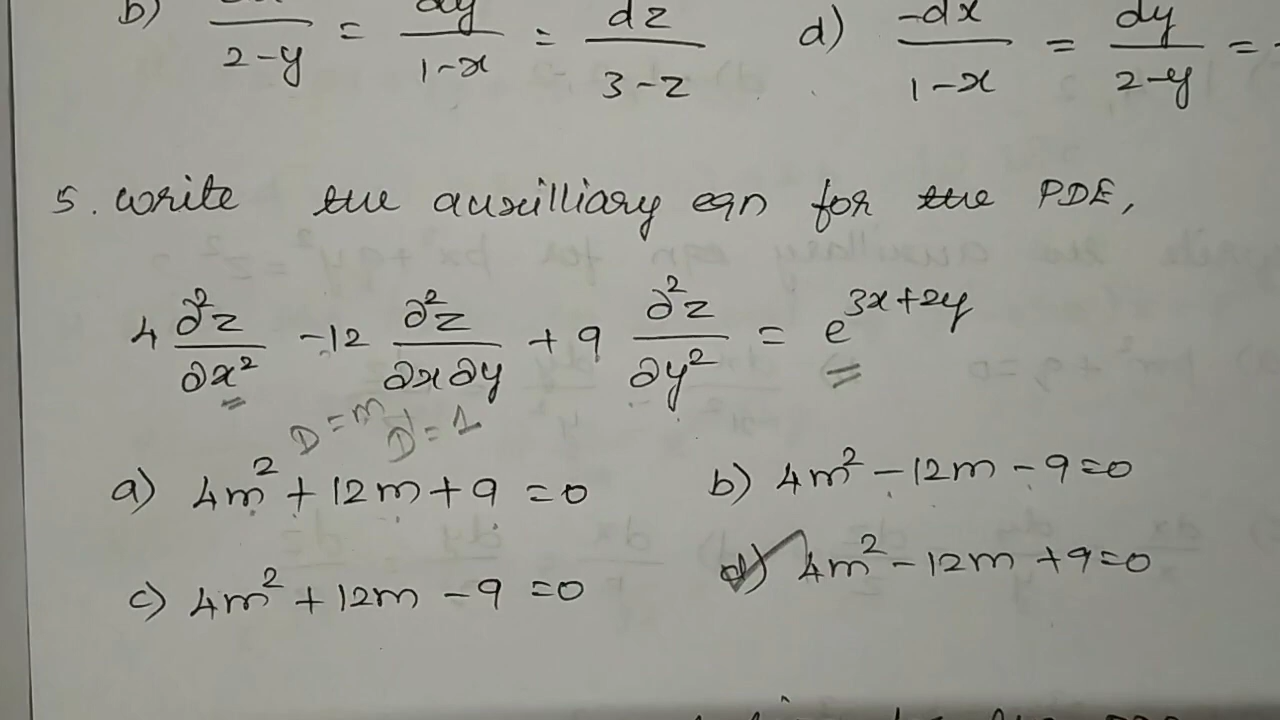 b) dx/2-y = dy/1-x = dz/3-z d) -dx/1-x = dy/2-y =
5. write the auxilliary eqn for the PDE,
4 ∂²z/∂x² -12 ∂²z/∂x∂y + 9 ∂²z/∂y² = e^(3x+2y)
D = m D' = 1
a) 4m² + 12m + 9 = 0 b) 4m² - 12m - 9 = 0
c) 4m² + 12m - 9 = 0 d) 4m² - 12m + 9 = 0